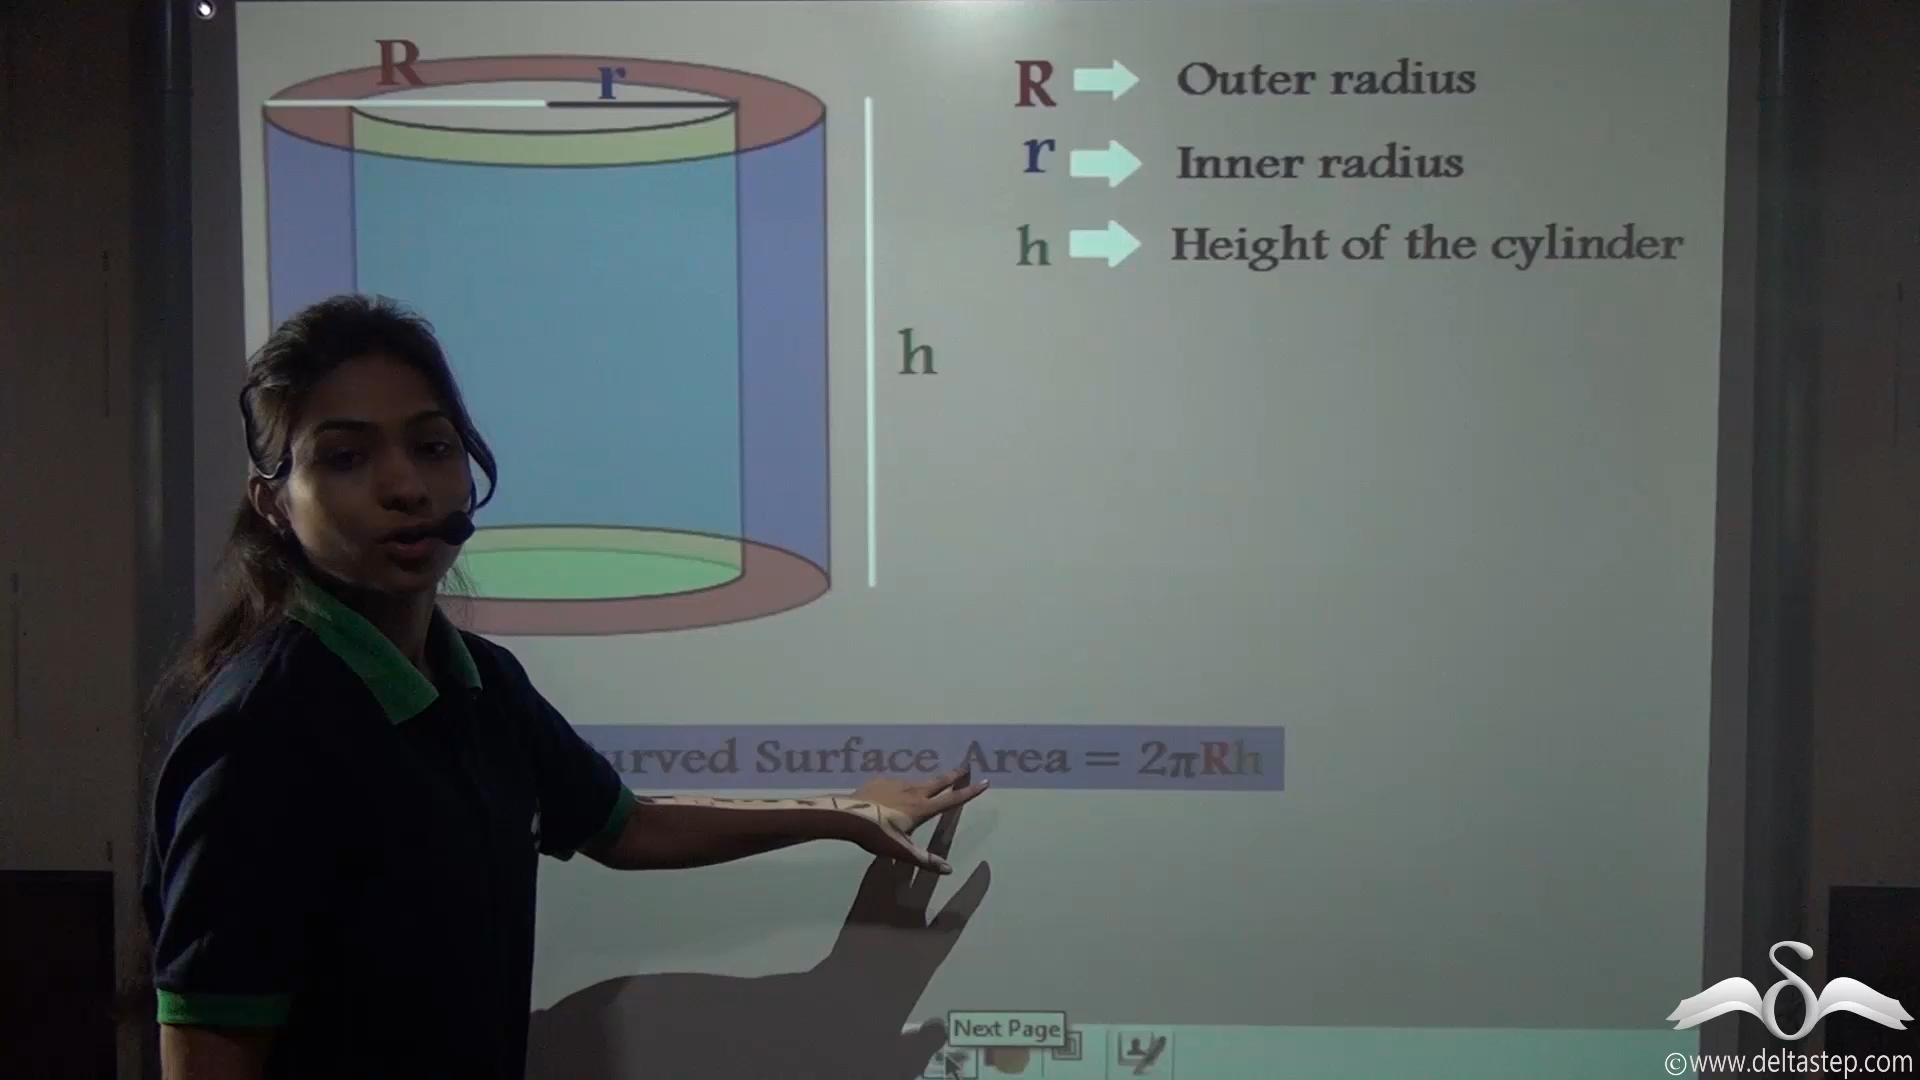 R
r
R Outer radius
r Inner radius
h Height of the cylinder
h
urved Surface Area = 2πRh
Next Page
©www.deltastep.com